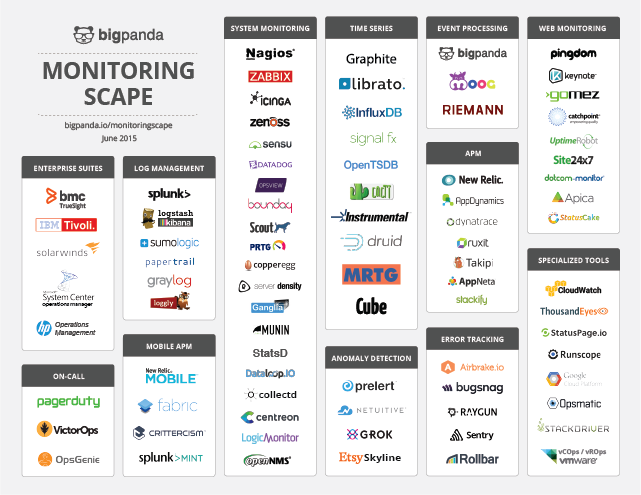 bigpanda
MONITORING
SCAPE
bigpanda.io/monitoringscape
June 2015
ENTERPRISE SUITES
bmc
TrueSight
IBM Tivoli.
solarwinds
Microsoft
System Center
operations manager
hp Operations
Management
ON-CALL
pagerduty
VictorOps
OpsGenie
LOG MANAGEMENT
splunk>
logstash
kibana
sumologic
papertrail
graylog
loggly
MOBILE APM
New Relic.
MOBILE
fabric
CRITTERCISM
splunk>MINT
SYSTEM MONITORING
Nagios
ZABBIX
ICINGA
zenoss
sensu
DATADOG
OPSVIEW
boundary
Scout
PRTG
copperegg
server density
Ganglia
MUNIN
StatsD
Dataloop.IO
collectd
centreon
LogicMonitor
openNMS
TIME SERIES
Graphite
librato.
InfluxDB
signal fx
OpenTSDB
cacti
Instrumental
druid
MRTG
Cube
ANOMALY DETECTION
prelert
NETUITIVE
GROK
Etsy Skyline
EVENT PROCESSING
bigpanda
MOOG
RIEMANN
APM
New Relic.
AppDynamics
dynatrace
ruxit
Takipi
AppNeta
stackify
ERROR TRACKING
Airbrake.io
bugsnag
RAYGUN
Sentry
Rollbar
WEB MONITORING
pingdom
keynote
gomez
catchpoint
UptimeRobot
Site24x7
dotcom-monitor
Apica
StatusCake
SPECIALIZED TOOLS
CloudWatch
ThousandEyes
StatusPage.io
Runscope
Google
Cloud Platform
Opsmatic
STACKDRIVER
vCOps / vROps
vmware